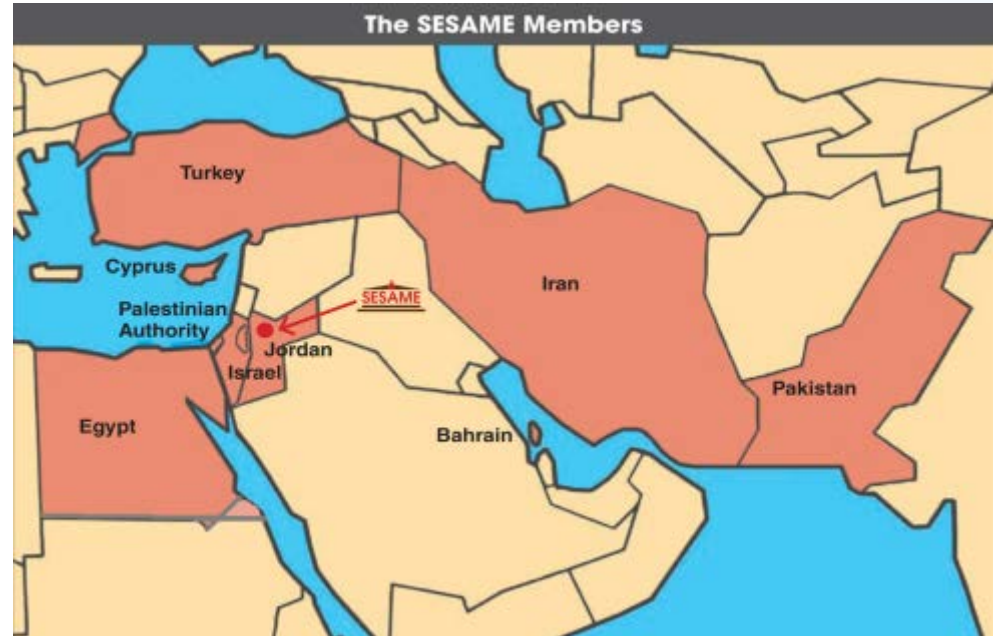 The SESAME Members
Turkey
Cyprus
Palestinian
Authority
SESAME
Iran
Jordan
Israel
Pakistan
Egypt
Bahrain